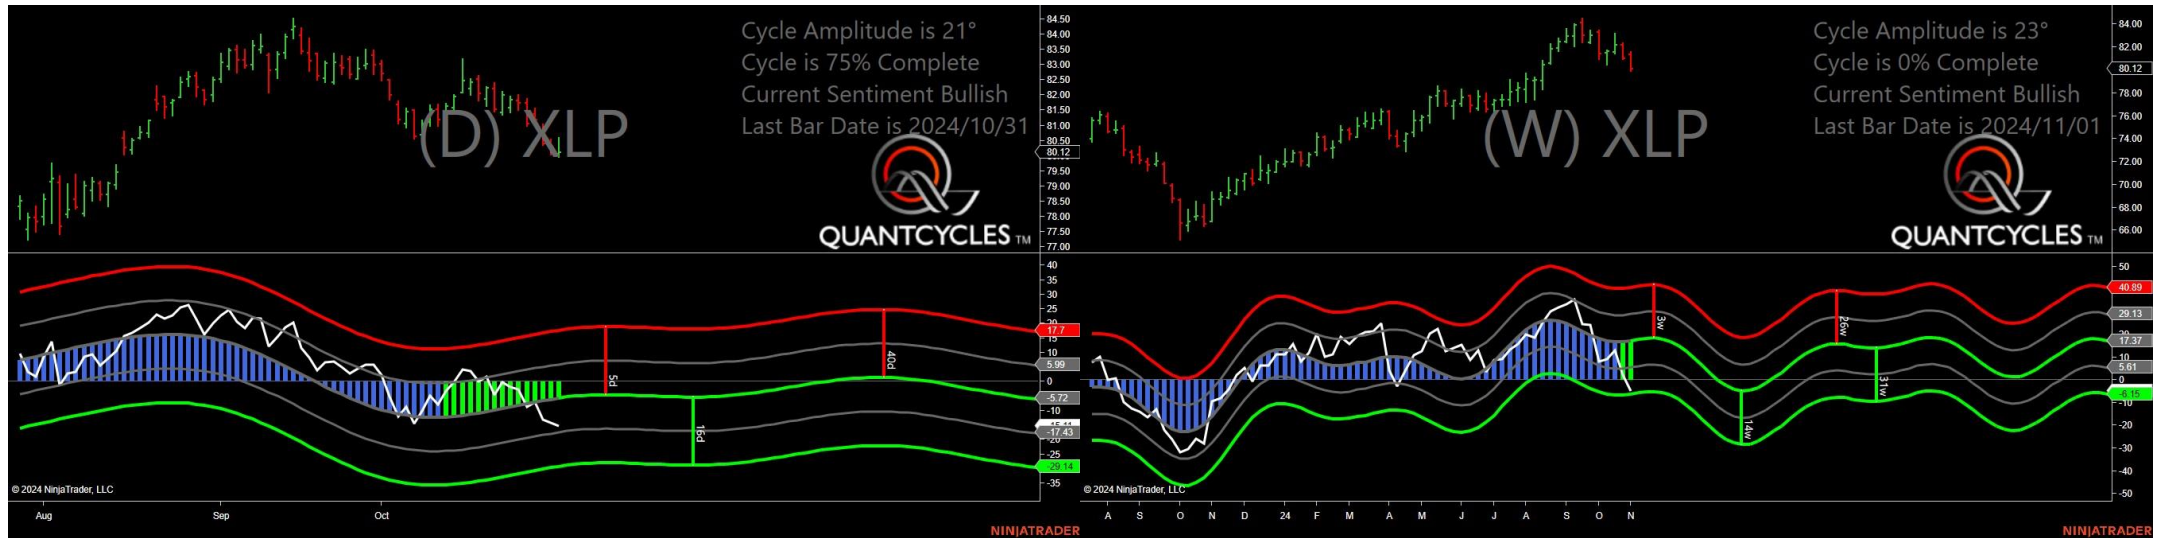 Cycle Amplitude is 21°
Cycle is 75% Complete
Current Sentiment Bullish
Last Bar Date is 2024/10/31
(D) XLP
QUANTCYCLES TM
84.50
84.00
83.50
83.00
82.50
82.00
81.50
81.00
80.50
80.12
79.50
79.00
78.50
78.00
77.50
77.00
40
35
30
25
20
17.7
15
10
5.99
0
-5.72
-10
-17.43
-20
-25
-29.14
-35
5d
16d
40d
© 2024 NinjaTrader, LLC
Aug Sep Oct
NINJATRADER
Cycle Amplitude is 23°
Cycle is 0% Complete
Current Sentiment Bullish
Last Bar Date is 2024/11/01
(W) XLP
QUANTCYCLES TM
84.00
82.00
80.12
78.00
76.00
74.00
72.00
70.00
68.00
66.00
50
40.89
29.13
20
17.37
10
5.61
0
-6.15
-10
-20
-30
-40
-50
3w
14w
26w
31w
© 2024 NinjaTrader, LLC
A S O N D 24 F M A M J J A S O N
NINJATRADER